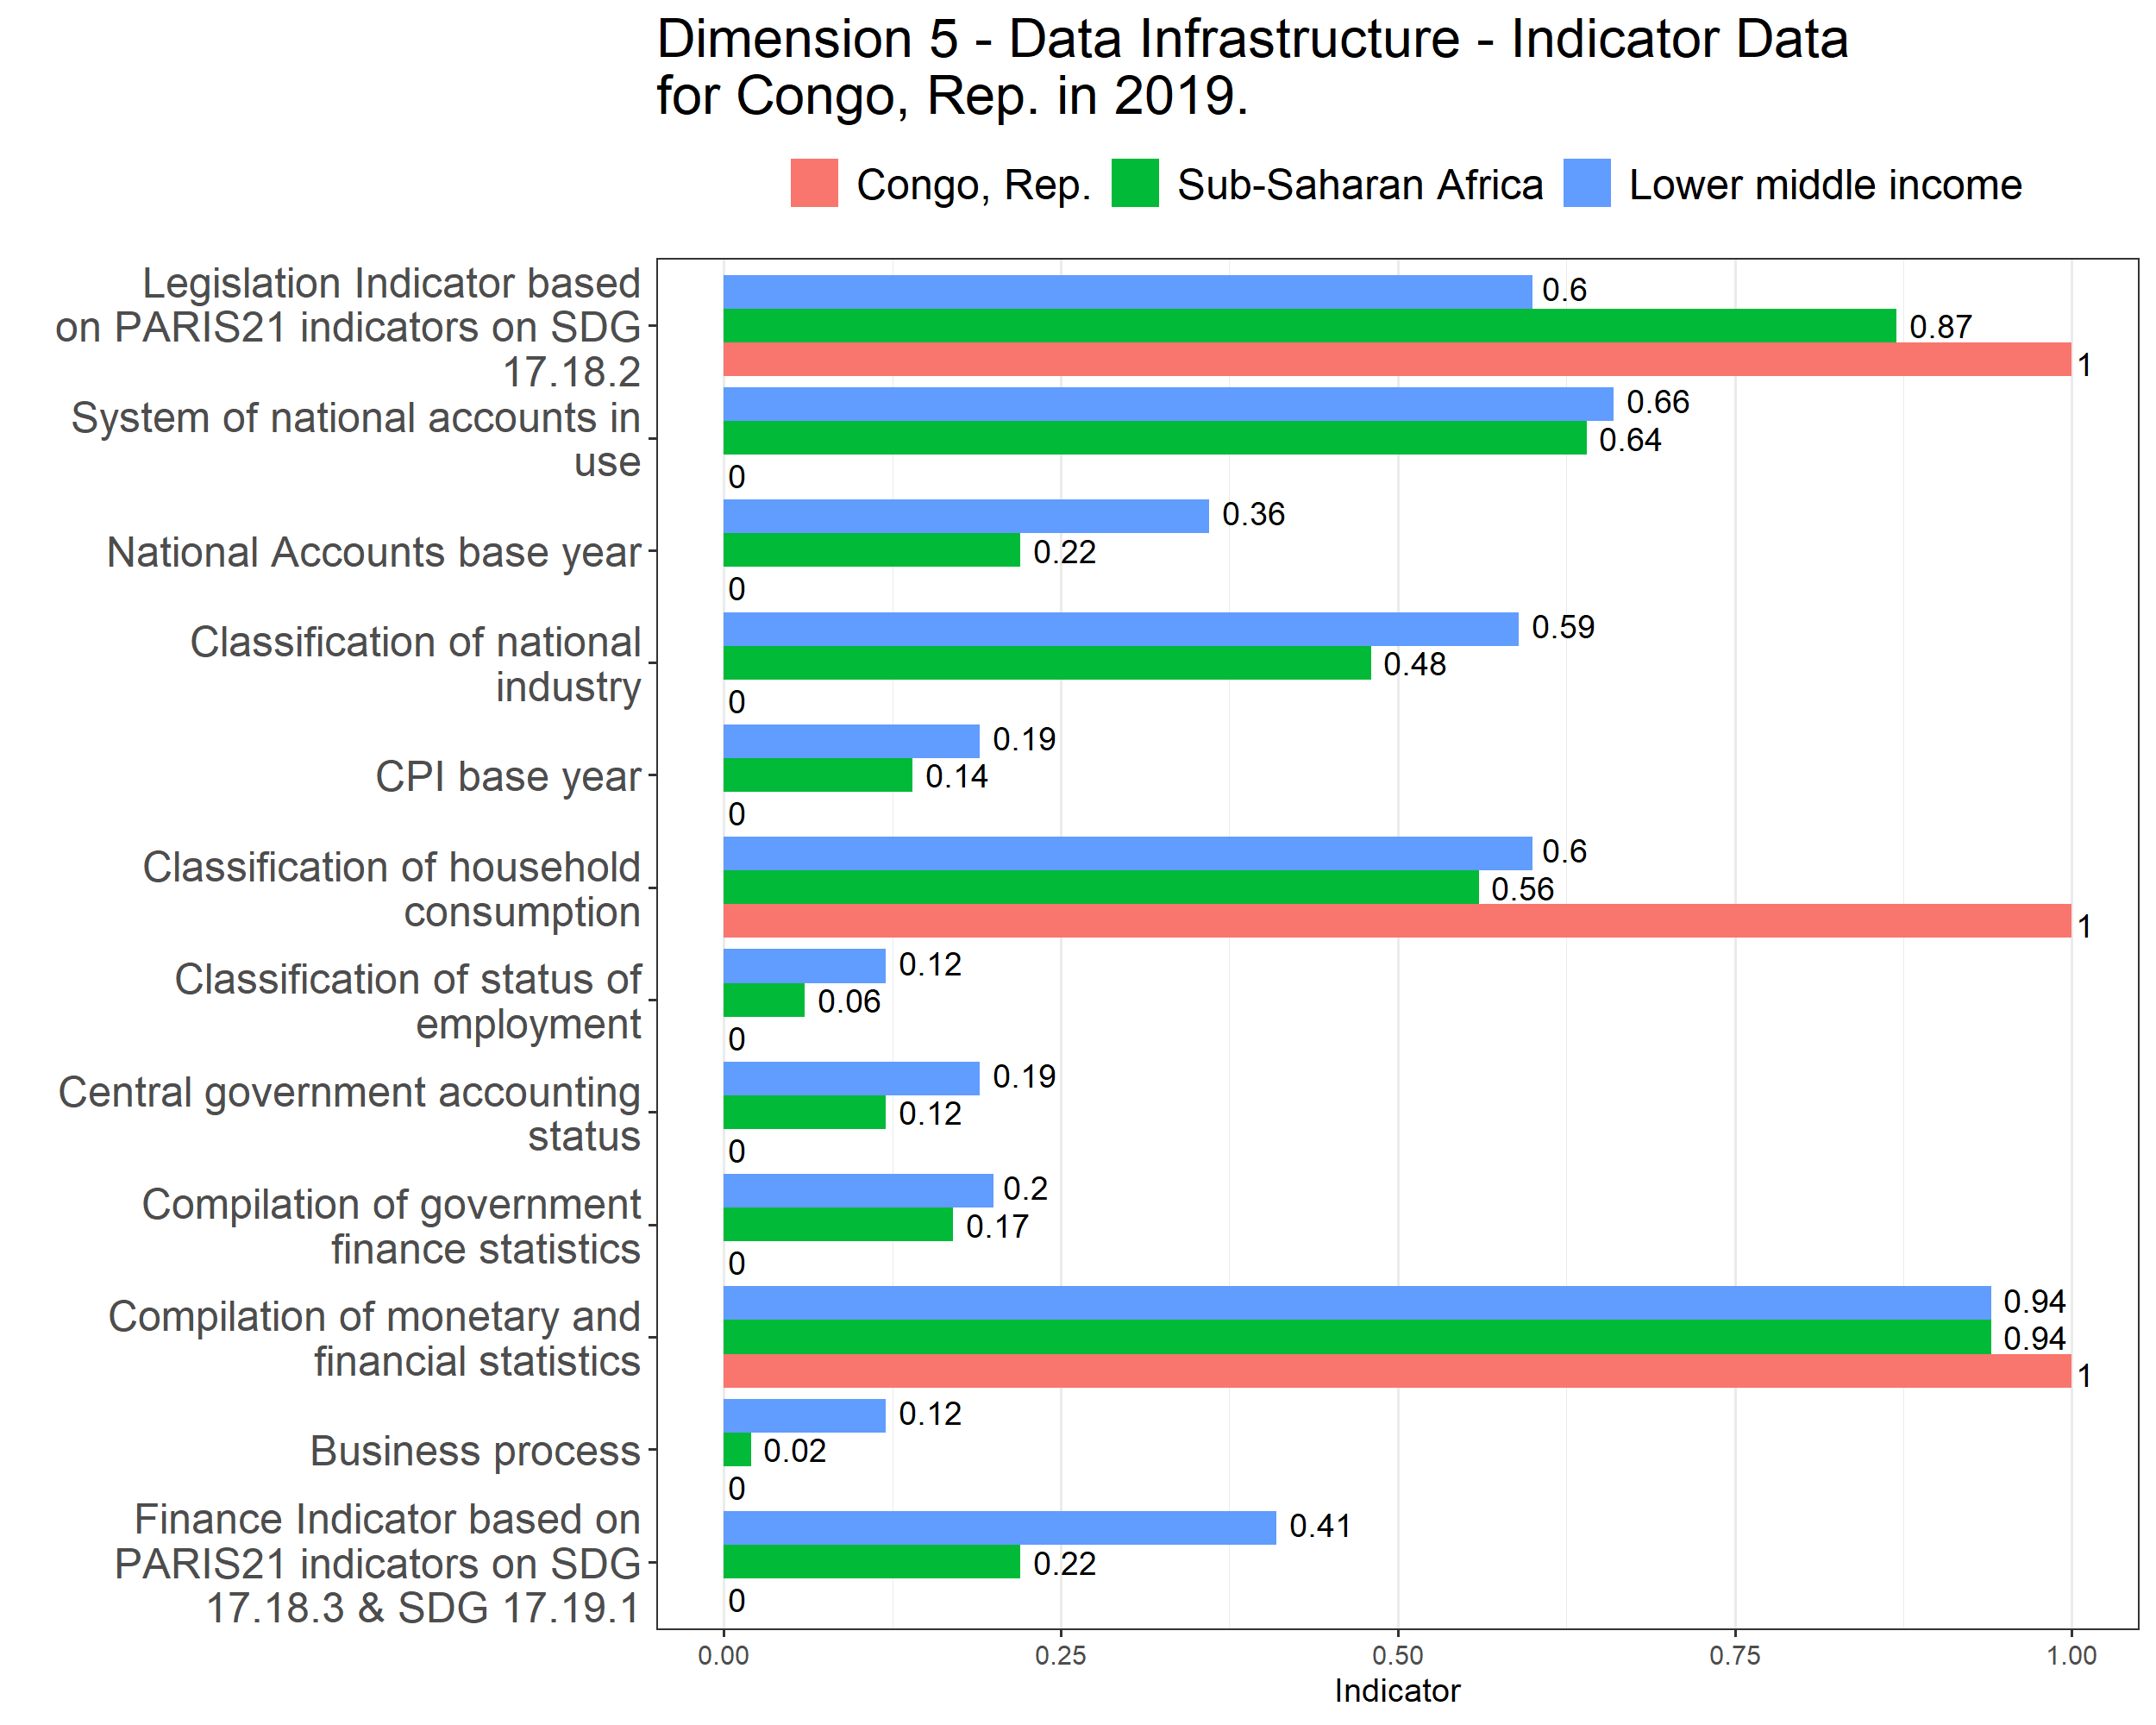 Dimension 5 - Data Infrastructure - Indicator Data
for Congo, Rep. in 2019.
Congo, Rep.
Sub-Saharan Africa
Lower middle income
Legislation Indicator based
on PARIS21 indicators on SDG
17.18.2
0.6
0.87
1
System of national accounts in
use
0.66
0.64
0
National Accounts base year
0.36
0.22
0
Classification of national
industry
0.59
0.48
0
CPI base year
0.19
0.14
0
Classification of household
consumption
0.6
0.56
1
Classification of status of
employment
0.12
0.06
0
Central government accounting
status
0.19
0.12
0
Compilation of government
finance statistics
0.2
0.17
0
Compilation of monetary and
financial statistics
0.94
0.94
1
Business process
0.12
0.02
0
Finance Indicator based on
PARIS21 indicators on SDG
17.18.3 & SDG 17.19.1
0.41
0.22
0
0.00
0.25
0.50
0.75
1.00
Indicator